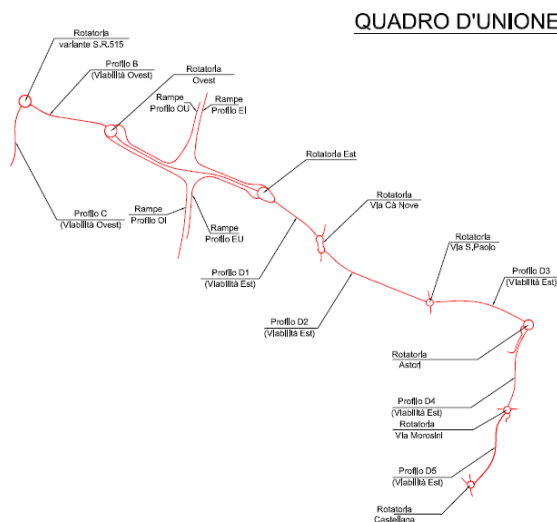 QUADRO D'UNIONE
Rotatoria
variante S.R.515
Profilo B
(Viabilità Ovest)
Rotatoria
Ovest
Rampe
Profilo OU
Rampe
Profilo EI
Rotatoria Est
Rotatoria
Via Cà Nove
Rotatoria
Via S.Paolo
Profilo D3
(Viabilità Est)
Profilo C
(Viabilità Ovest)
Rampe
Profilo OI
Rampe
Profilo EU
Profilo D1
(Viabilità Est)
Profilo D2
(Viabilità Est)
Rotatoria
Astori
Profilo D4
(Viabilità Est)
Rotatoria
Via Morosini
Profilo D5
(Viabilità Est)
Rotatoria
Castellana